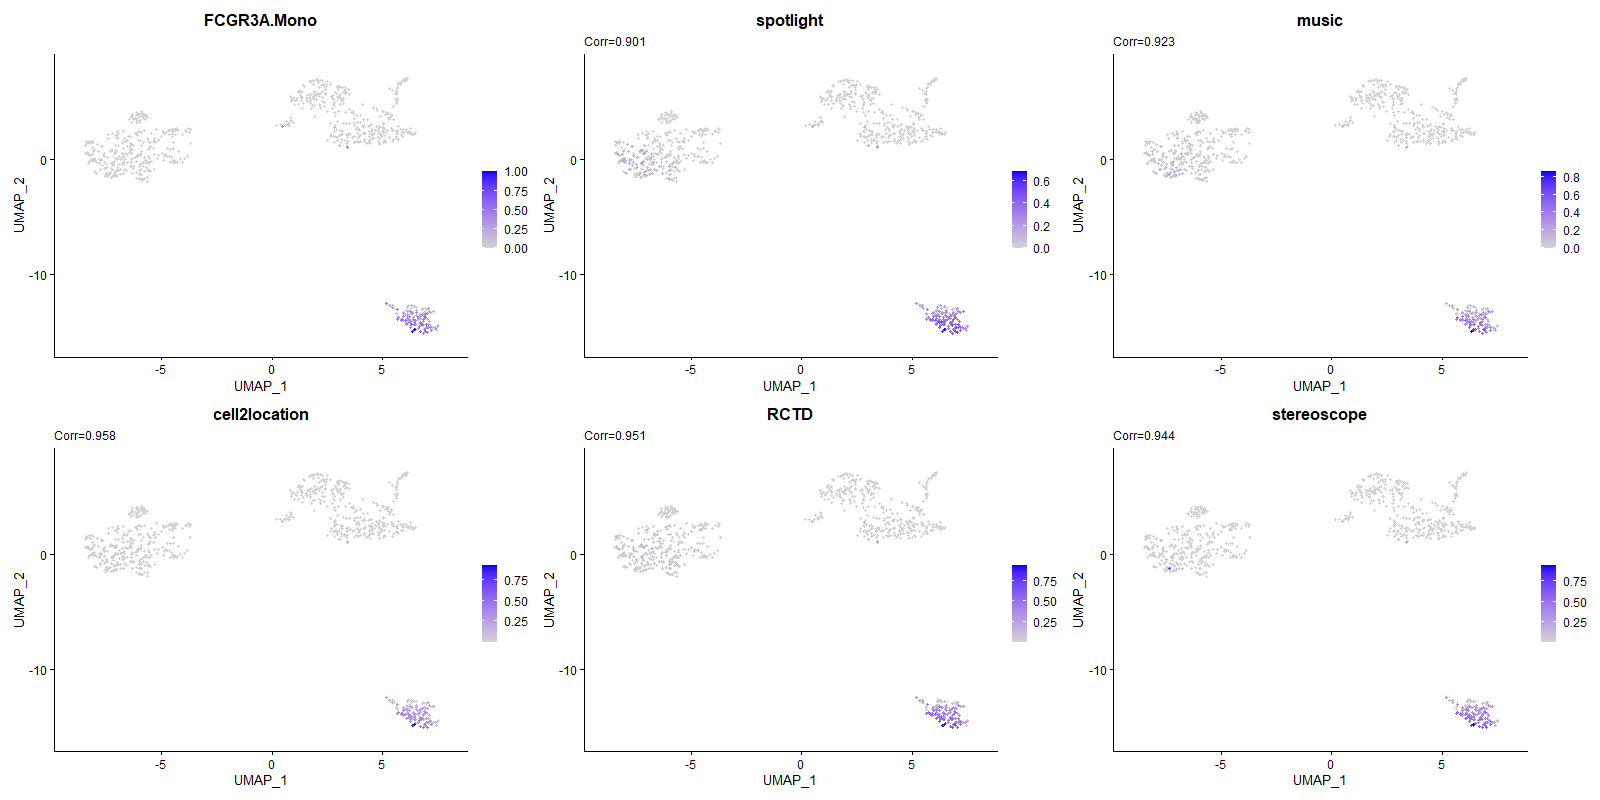 FCGR3A.Mono
UMAP_2
0
-10
-5
0
5
UMAP_1
1.00
0.75
0.50
0.25
0.00
spotlight
Corr=0.901
UMAP_2
0
-10
-5
0
5
UMAP_1
0.6
0.4
0.2
0.0
music
Corr=0.923
UMAP_2
0
-10
-5
0
5
UMAP_1
0.8
0.6
0.4
0.2
0.0
cell2location
Corr=0.958
UMAP_2
0
-10
-5
0
5
UMAP_1
0.75
0.50
0.25
RCTD
Corr=0.951
UMAP_2
0
-10
-5
0
5
UMAP_1
0.75
0.50
0.25
stereoscope
Corr=0.944
UMAP_2
0
-10
-5
0
5
UMAP_1
0.75
0.50
0.25